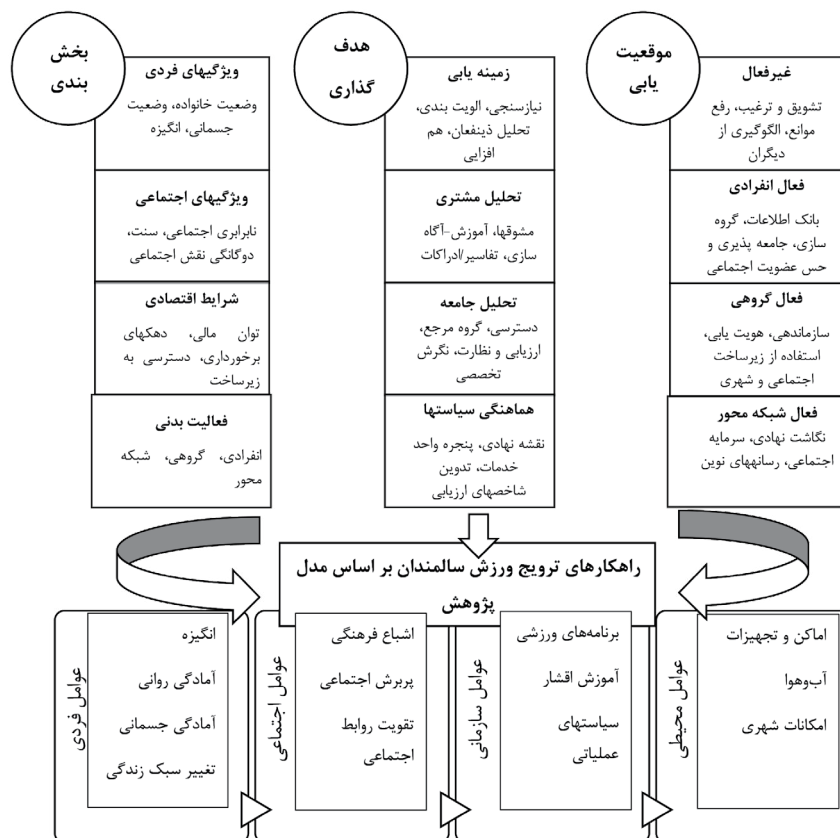 موقعیت
یابی
غیرفعال
تشویق و ترغیب، رفع
موانع، الگوگیری از
دیگران
فعال انفرادی
بانک اطلاعات، گروه
سازی، جامعه پذیری و
حس عضویت اجتماعی
فعال گروهی
سازماندهی، هویت یابی،
استفاده از زیرساخت
اجتماعی و شهری
فعال شبکه محور
نگاشت نهادی، سرمایه
اجتماعی، رسانههای نوین
هدف
گذاری
زمینه یابی
نیازسنجی، الویت بندی،
تحلیل ذینفعان، هم
افزایی
تحلیل مشتری
مشوقها، آموزش-آگاه
سازی، تفاسیر/ادراکات
تحلیل جامعه
دسترسی، گروه مرجع،
ارزیابی و نظارت، نگرش
تخصصی
هماهنگی سیاستها
نقشه نهادی، پنجره واحد
خدمات، تدوین
شاخصهای ارزیابی
بخش
بندی
ویژگیهای فردی
وضعیت خانواده، وضعیت
جسمانی، انگیزه
ویژگیهای اجتماعی
نابرابری اجتماعی، سنت،
دوگانگی نقش اجتماعی
شرایط اقتصادی
توان مالی، دهکهای
برخورداری، دسترسی به
زیرساخت
فعالیت بدنی
انفرادی، گروهی، شبکه
محور
راهکارهای ترویج ورزش سالمندان بر اساس مدل
پژوهش
عوامل محیطی
اماکن و تجهیزات
آب‌وهوا
امکانات شهری
عوامل سازمانی
برنامه‌های ورزشی
آموزش اقشار
سیاستهای
عملیاتی
عوامل اجتماعی
اشباع فرهنگی
پربرش اجتماعی
تقویت روابط
اجتماعی
عوامل فردی
انگیزه
آمادگی روانی
آمادگی جسمانی
تغییر سبک زندگی